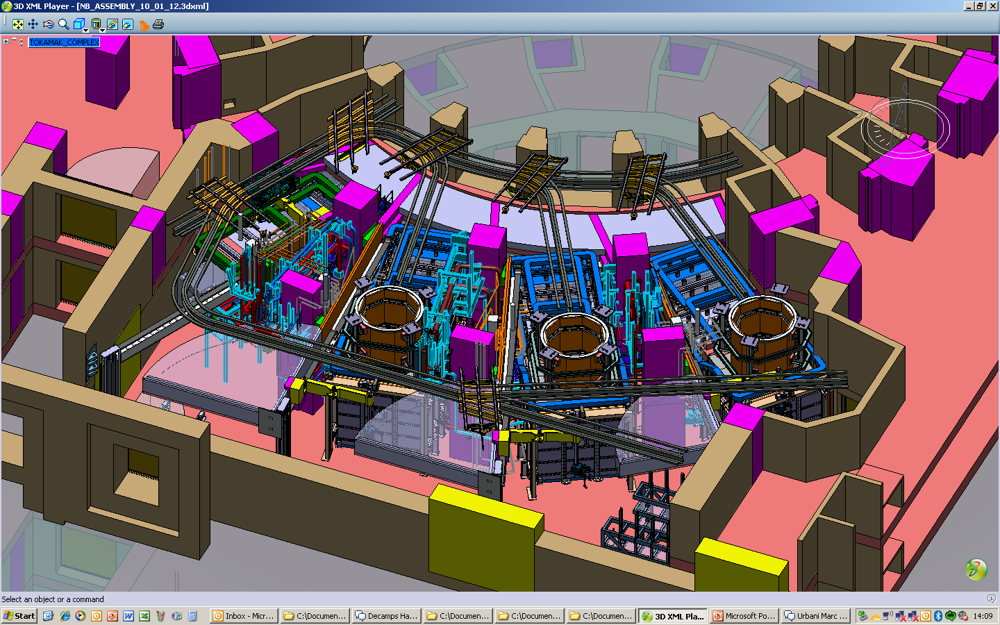 3D XML Player - [NB_ASSEMBLY_10_01_12.3dxml]
TOKAMAK_COMPLEX
Select an object or a command
Start
Inbox - Micr...
C:\Documen...
Decamps Ha...
C:\Documen...
C:\Documen...
C:\Documen...
3D XML Pla...
Microsoft Po...
Urbani Marc ...
14:09